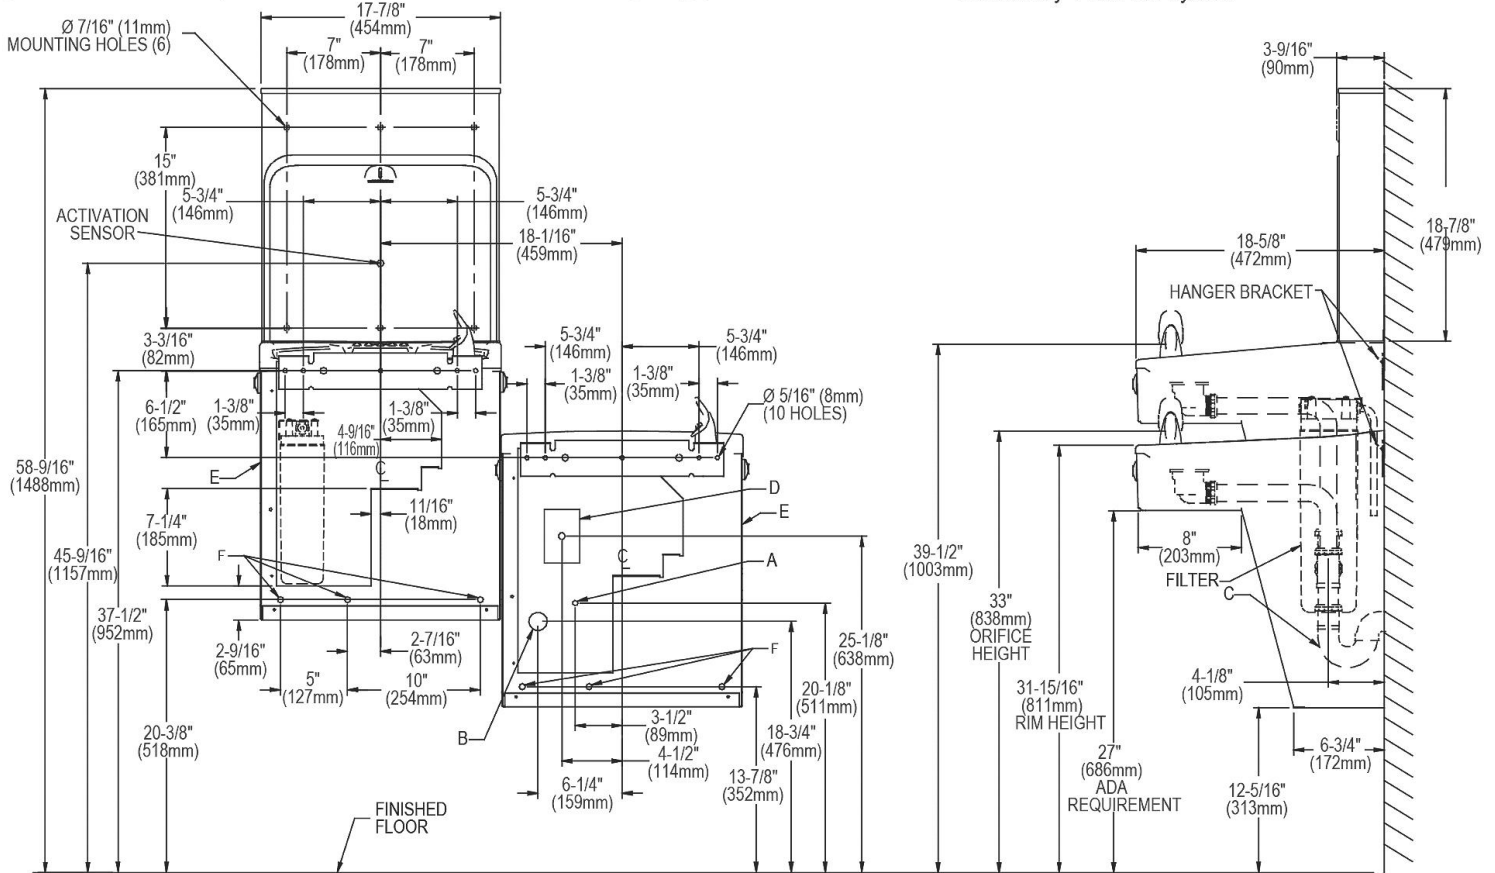 17-7/8"
(454mm)
Ø 7/16" (11mm)
MOUNTING HOLES (6)
7"
(178mm)
7"
(178mm)
15"
(381mm)
5-3/4"
(146mm)
5-3/4"
(146mm)
ACTIVATION
SENSOR
18-1/16"
(459mm)
3-3/16"
(82mm)
6-1/2"
(165mm)
1-3/8"
(35mm)
1-3/8"
(35mm)
4-9/16"
(116mm)
5-3/4"
(146mm)
5-3/4"
(146mm)
1-3/8"
(35mm)
1-3/8"
(35mm)
Ø 5/16" (8mm)
(10 HOLES)
58-9/16"
(1488mm)
E
C
L
11/16"
(18mm)
7-1/4"
(185mm)
F
45-9/16"
(1157mm)
37-1/2"
(952mm)
2-9/16"
(65mm)
2-7/16"
(63mm)
5"
(127mm)
10"
(254mm)
20-3/8"
(518mm)
D
E
C
L
A
F
B
3-1/2"
(89mm)
4-1/2"
(114mm)
6-1/4"
(159mm)
25-1/8"
(638mm)
20-1/8"
(511mm)
18-3/4"
(476mm)
13-7/8"
(352mm)
FINISHED
FLOOR
3-9/16"
(90mm)
18-7/8"
(479mm)
18-5/8"
(472mm)
HANGER BRACKET
39-1/2"
(1003mm)
8"
(203mm)
FILTER
C
33"
(838mm)
ORIFICE
HEIGHT
31-15/16"
(811mm)
RIM HEIGHT
27"
(686mm)
ADA
REQUIREMENT
4-1/8"
(105mm)
6-3/4"
(172mm)
12-5/16"
(313mm)